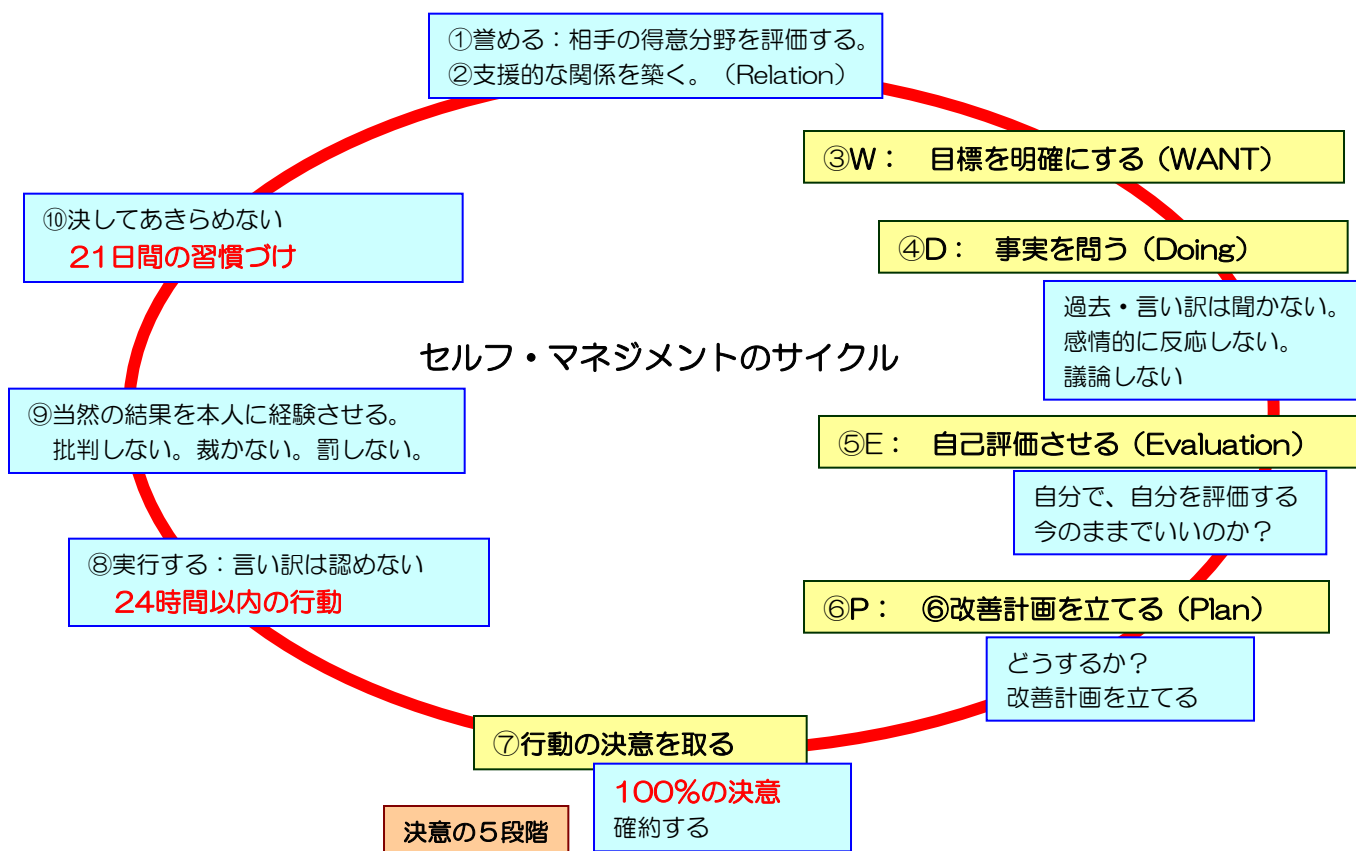 ①誉める：相手の得意分野を評価する。
②支援的な関係を築く。（Relation）
③W：　目標を明確にする（WANT）
④D：　事実を問う（Doing）
過去・言い訳は聞かない。
感情的に反応しない。
議論しない
⑤E：　自己評価させる（Evaluation）
自分で、自分を評価する
今のままでいいのか？
⑥P：　⑥改善計画を立てる（Plan）
どうするか？
改善計画を立てる
⑦行動の決意を取る
100%の決意
確約する
決意の５段階
⑧実行する：言い訳は認めない
24時間以内の行動
⑨当然の結果を本人に経験させる。
批判しない。裁かない。罰しない。
⑩決してあきらめない
21日間の習慣づけ
セルフ・マネジメントのサイクル